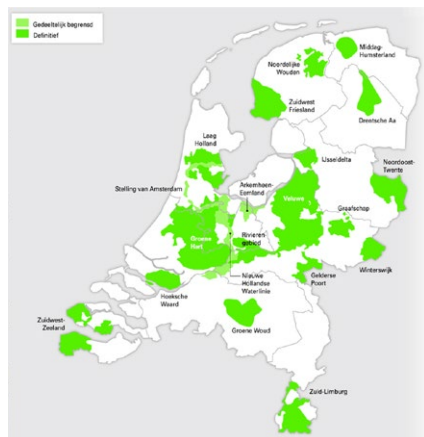 Gedeeltelijk begrensd
Definitief
Middag-
Humsterland
Noordelijke
Wouden
Zuidwest
Friesland
Drentsche Aa
Laag
Holland
IJsseldelta
Noordoost-
Twente
Stelling van Amsterdam
Arkemheen-
Eemland
Veluwe
Graafschap
Groene
Hart
Rivieren
gebied
Winterswijk
Gelderse
Poort
Nieuwe
Hollandse
Waterlinie
Hoeksche
Waard
Zuidwest-
Zeeland
Groene Woud
Zuid-Limburg